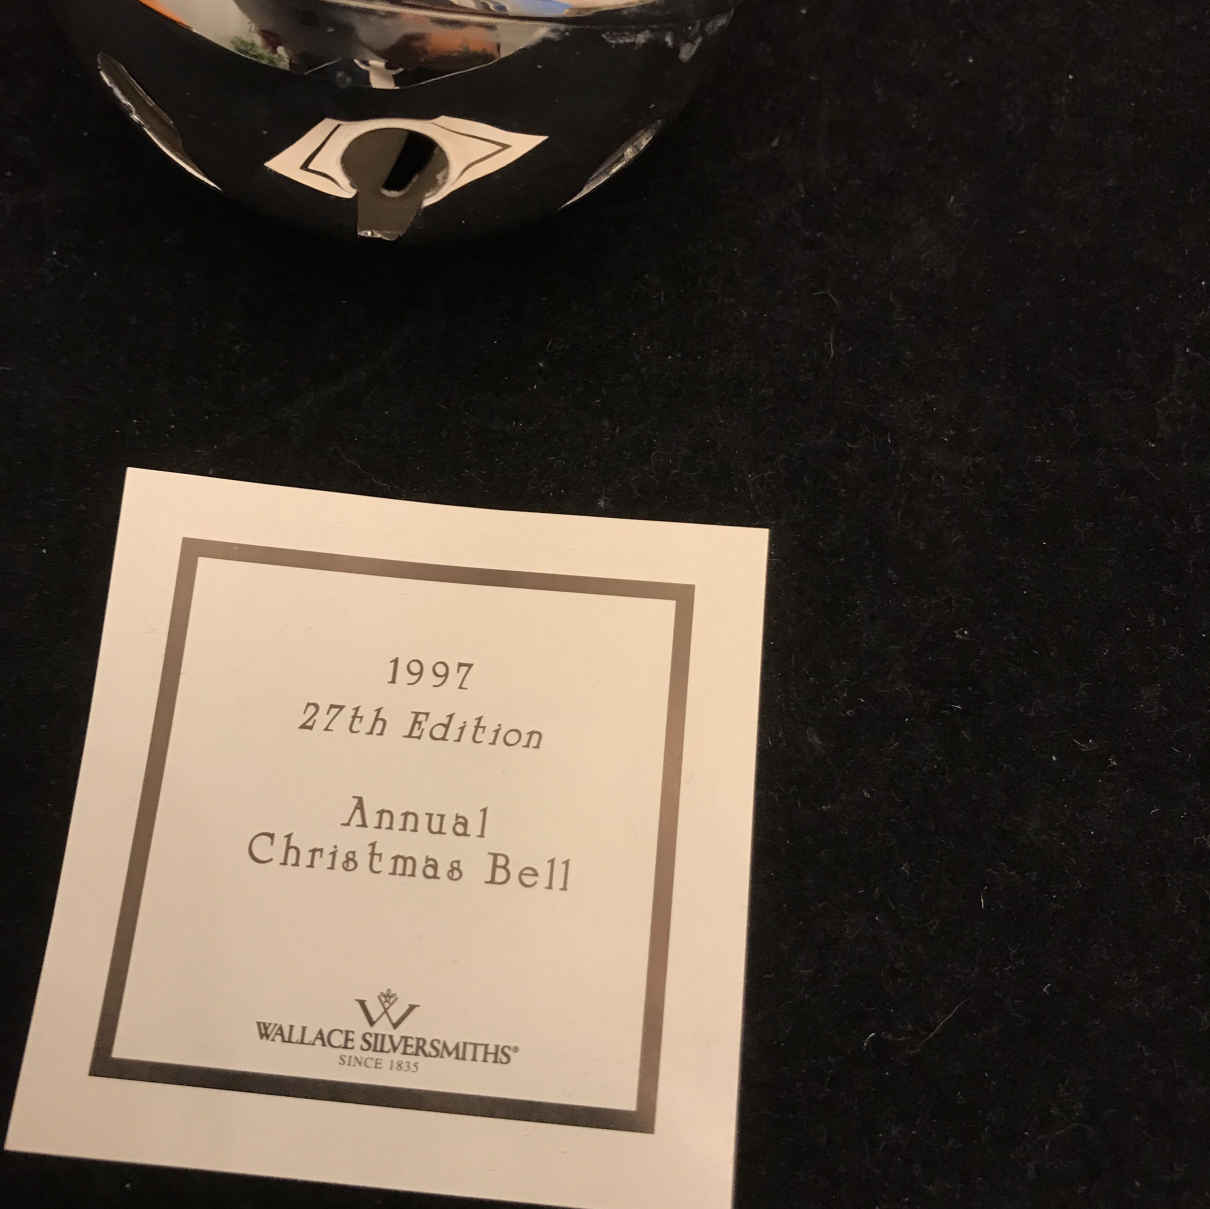 1997
27th Edition
Annual
Christmas Bell
WALLACE SILVERSMITHS®
SINCE 1835